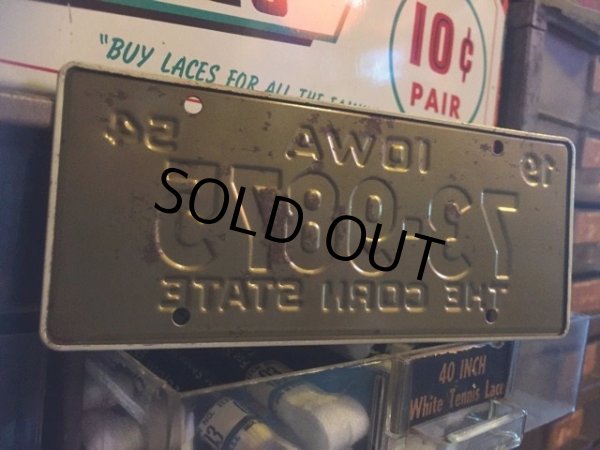 "BUY LACES FOR ALL THE
10¢
PAIR
19 IOWA 54
THE CORN STATE
SOLD OUT
40 INCH
White Tennis Lace